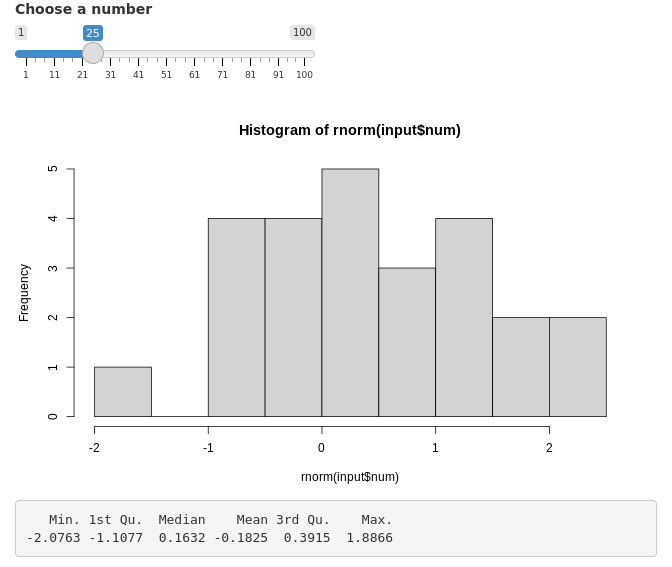 Choose a number
1 25 100
1 11 21 31 41 51 61 71 81 91 100
Histogram of rnorm(input$num)
5
4
3
2
1
0
Frequency
-2 -1 0 1 2
rnorm(input$num)
Min. 1st Qu. Median Mean 3rd Qu. Max.
-2.0763 -1.1077 0.1632 -0.1825 0.3915 1.8866